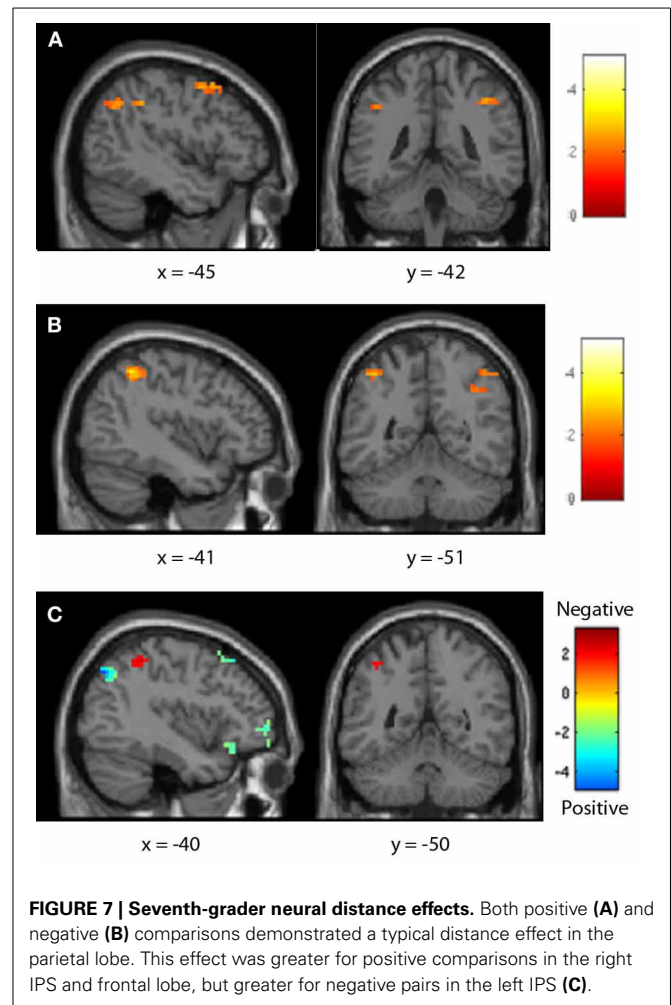 A
-4
-2
0
x = -45
y = -42
B
-4
-2
0
x = -41
y = -51
C
Negative
2
0
-2
-4
Positive
x = -40
y = -50
FIGURE 7 | Seventh-grader neural distance effects. Both positive (A) and
negative (B) comparisons demonstrated a typical distance effect in the
parietal lobe. This effect was greater for positive comparisons in the right
IPS and frontal lobe, but greater for negative pairs in the left IPS (C).